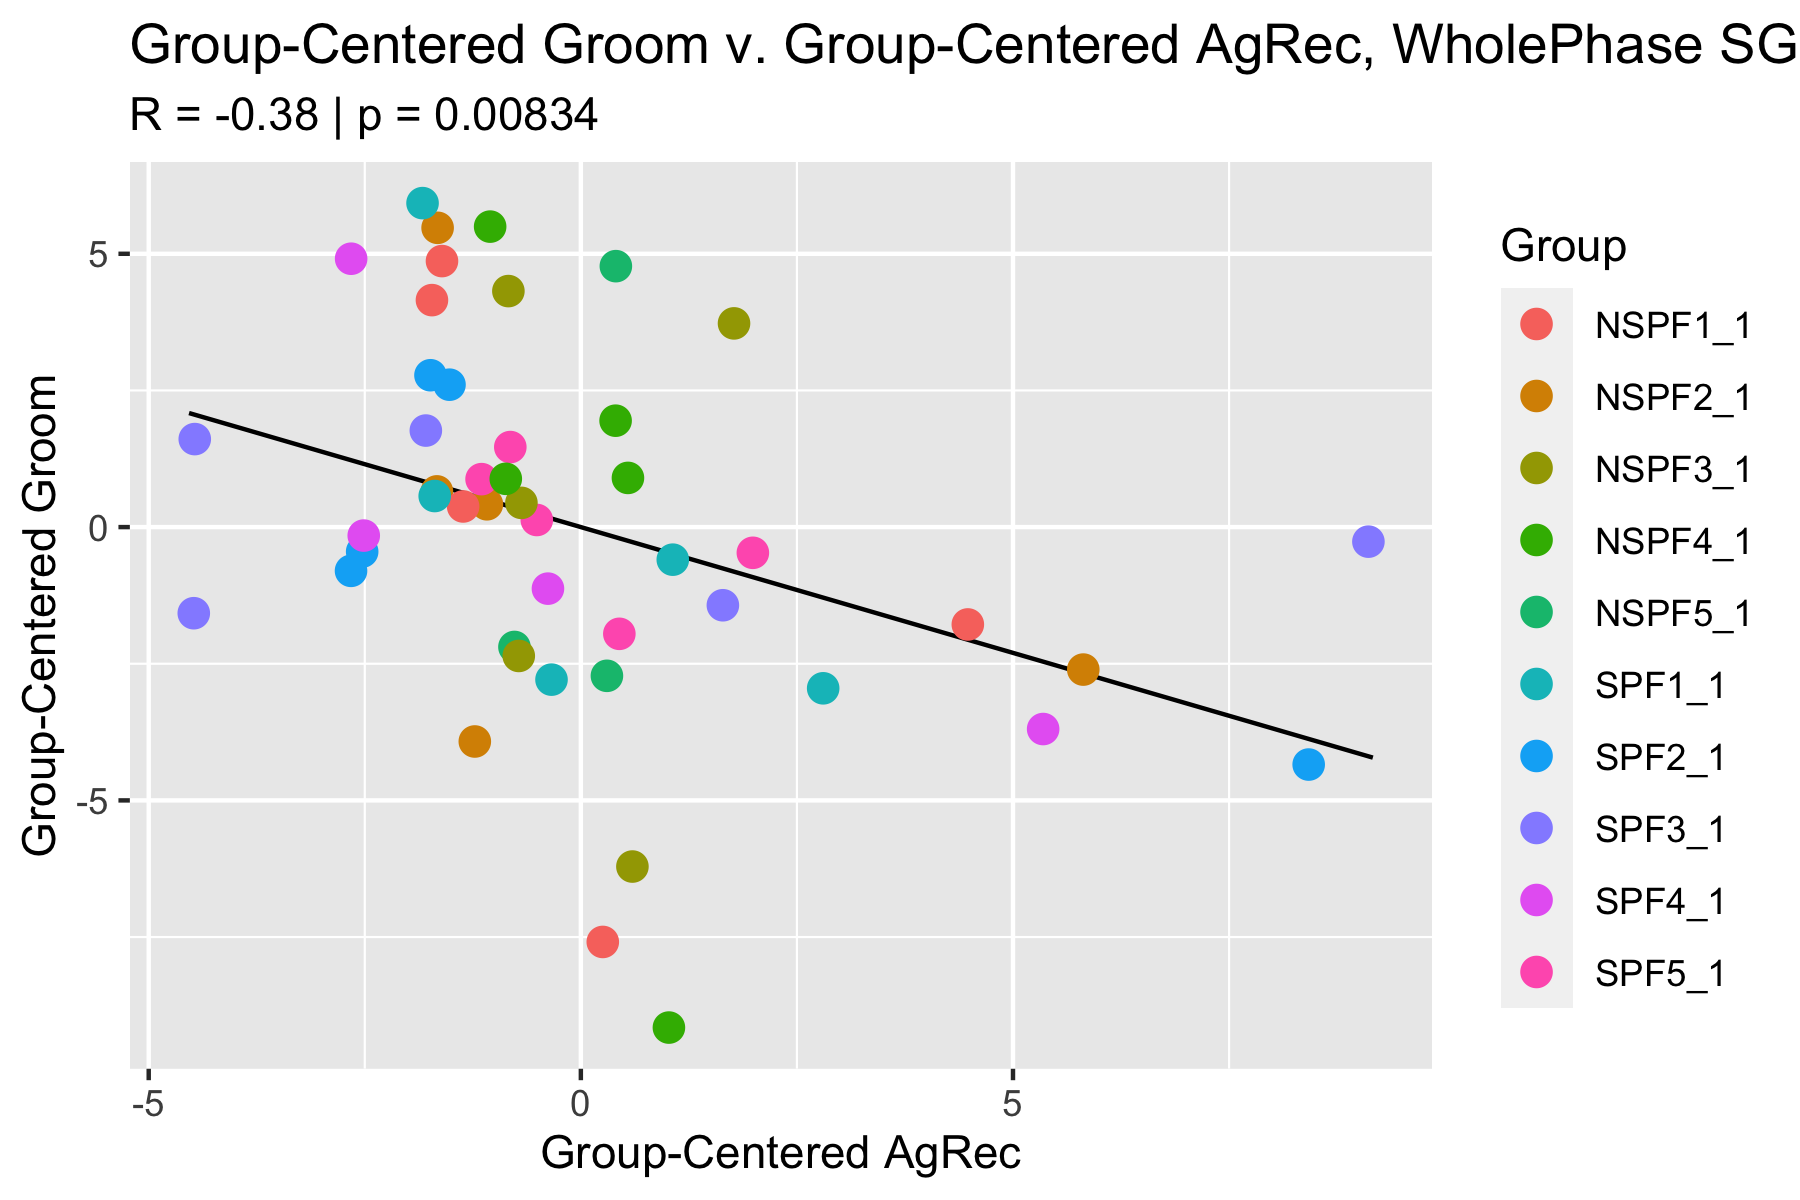 Group-Centered Groom v. Group-Centered AgRec, WholePhase SG
R = -0.38 | p = 0.00834
Group-Centered Groom
5
0
-5
-5
0
5
Group-Centered AgRec
Group
NSPF1_1
NSPF2_1
NSPF3_1
NSPF4_1
NSPF5_1
SPF1_1
SPF2_1
SPF3_1
SPF4_1
SPF5_1